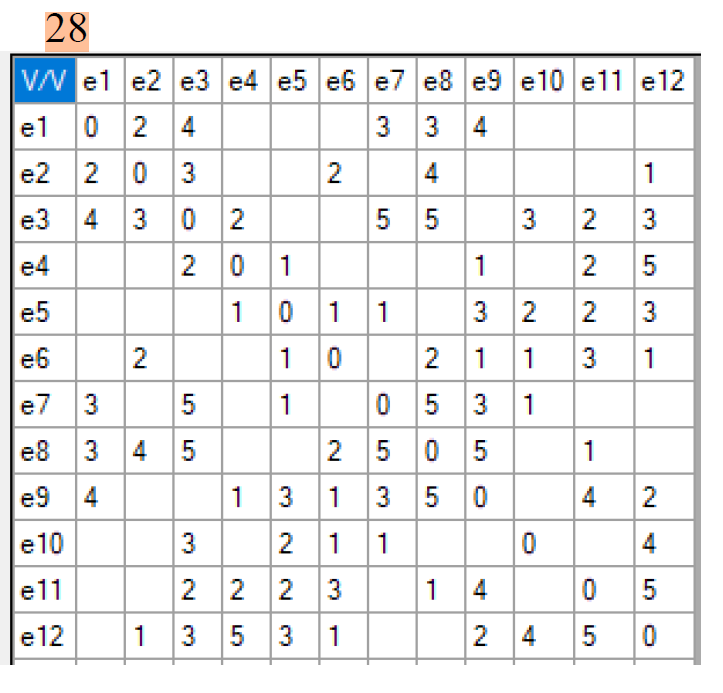 28
V/V e1 e2 e3 e4 e5 e6 e7 e8 e9 e10 e11 e12
e1 0 2 4 3 3 4
e2 2 0 3 2 4 1
e3 4 3 0 2 5 5 3 2 3
e4 2 0 1 1 2 5
e5 1 0 1 1 3 2 2 3
e6 2 1 0 2 1 1 3 1
e7 3 5 1 0 5 3 1
e8 3 4 5 2 5 0 5 1
e9 4 1 3 1 3 5 0 4 2
e10 3 2 1 1 0 4
e11 2 2 2 3 1 4 0 5
e12 1 3 5 3 1 2 4 5 0